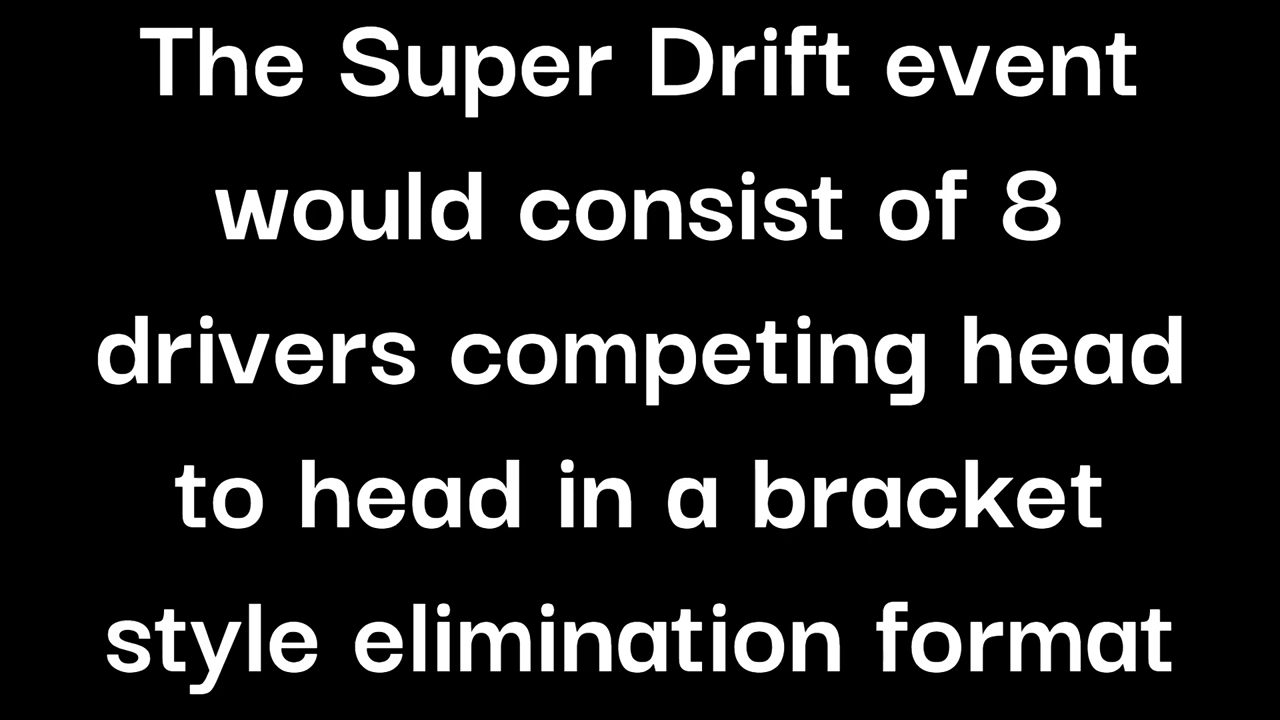 The Super Drift event
would consist of 8
drivers competing head
to head in a bracket
style elimination format